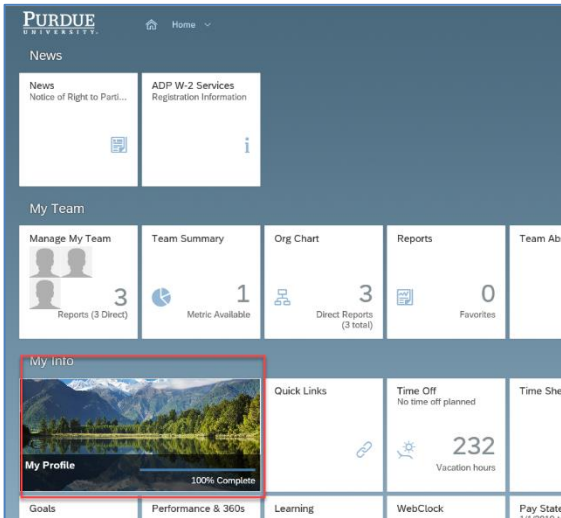 PURDUE
UNIVERSITY.
Home
News
News
Notice of Right to Parti...
ADP W-2 Services
Registration Information
i
My Team
Manage My Team
3
Reports (3 Direct)
Team Summary
1
Metric Available
Org Chart
3
Direct Reports
(3 total)
Reports
0
Favorites
Team Ab
My Info
My Profile
100% Complete
Quick Links
Time Off
No time off planned
232
Vacation hours
Time She
Goals
Performance & 360s
Learning
WebClock
Pay State